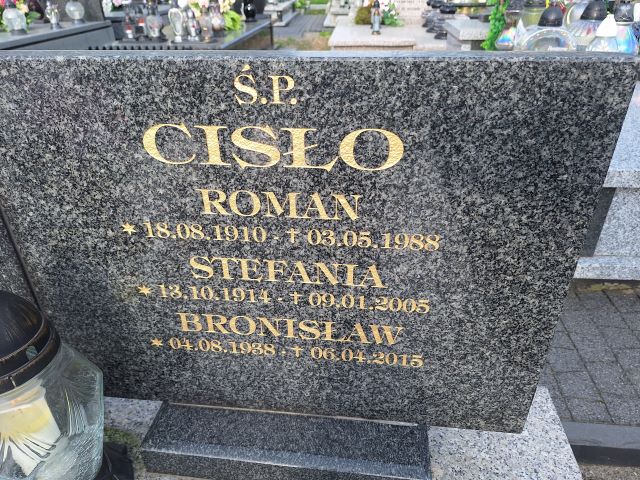 Ś.P.
CISŁO
ROMAN
* 18.08.1910 · † 03.05.1988
STEFANIA
* 13.10.1914 · † 09.01.2005
BRONISŁAW
* 04.08.1938 · † 06.04.2015